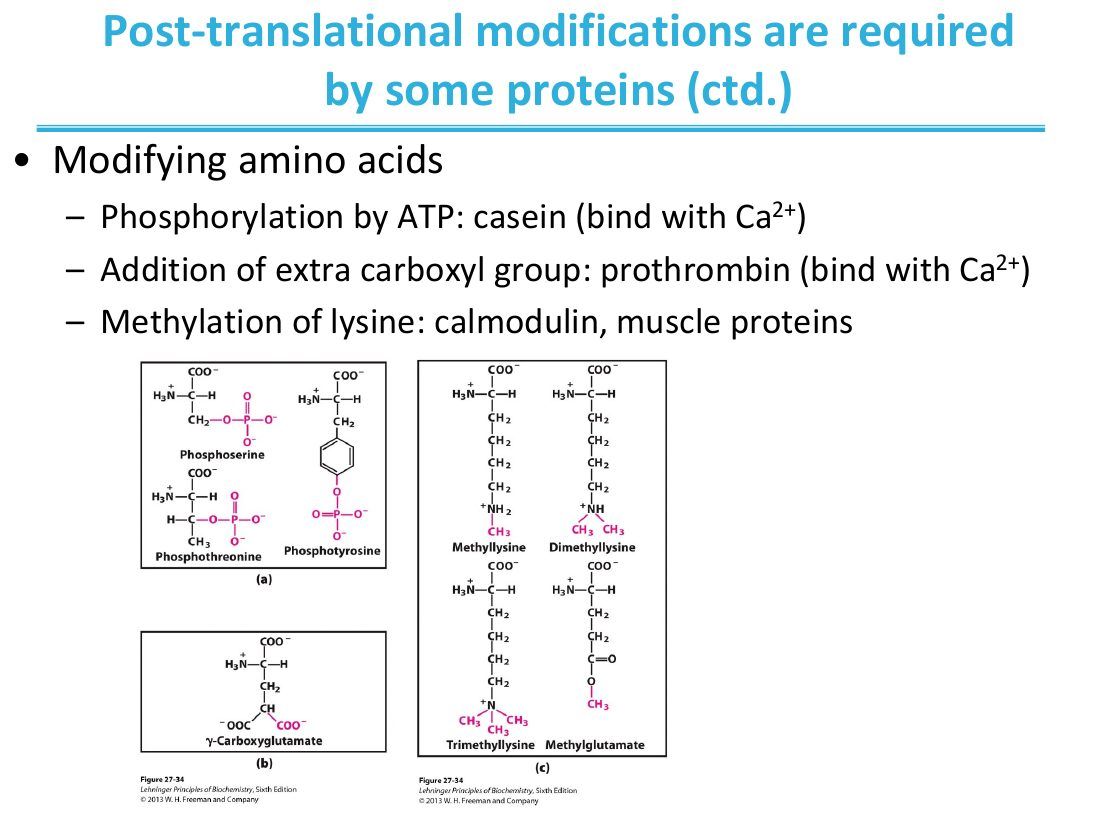 Post-translational modifications are required
by some proteins (ctd.)
• Modifying amino acids
– Phosphorylation by ATP: casein (bind with Ca²⁺)
– Addition of extra carboxyl group: prothrombin (bind with Ca²⁺)
– Methylation of lysine: calmodulin, muscle proteins
COO⁻
H₃N⁺—C—H
CH₂—O—P—O⁻
O
O⁻
Phosphoserine
COO⁻
H₃N⁺—C—H
H—C—O—P—O⁻
O
CH₃ O⁻
Phosphothreonine
COO⁻
H₃N⁺—C—H
CH₂
O
O=P—O⁻
O⁻
Phosphotyrosine
(a)
COO⁻
H₃N⁺—C—H
CH₂
CH
⁻OOC COO⁻
γ-Carboxyglutamate
(b)
COO⁻
H₃N⁺—C—H
CH₂
CH₂
CH₂
CH₂
⁺NH₂
CH₃
Methyllysine
COO⁻
H₃N⁺—C—H
CH₂
CH₂
CH₂
CH₂
⁺NH
CH₃ CH₃
Dimethyllysine
COO⁻
H₃N⁺—C—H
CH₂
CH₂
CH₂
CH₂
⁺N
CH₃ CH₃
CH₃
Trimethyllysine
COO⁻
H₃N⁺—C—H
CH₂
CH₂
C=O
O
CH₃
Methylglutamate
(c)
Figure 27-34
Lehninger Principles of Biochemistry, Sixth Edition
© 2013 W. H. Freeman and Company
Figure 27-34
Lehninger Principles of Biochemistry, Sixth Edition
© 2013 W. H. Freeman and Company